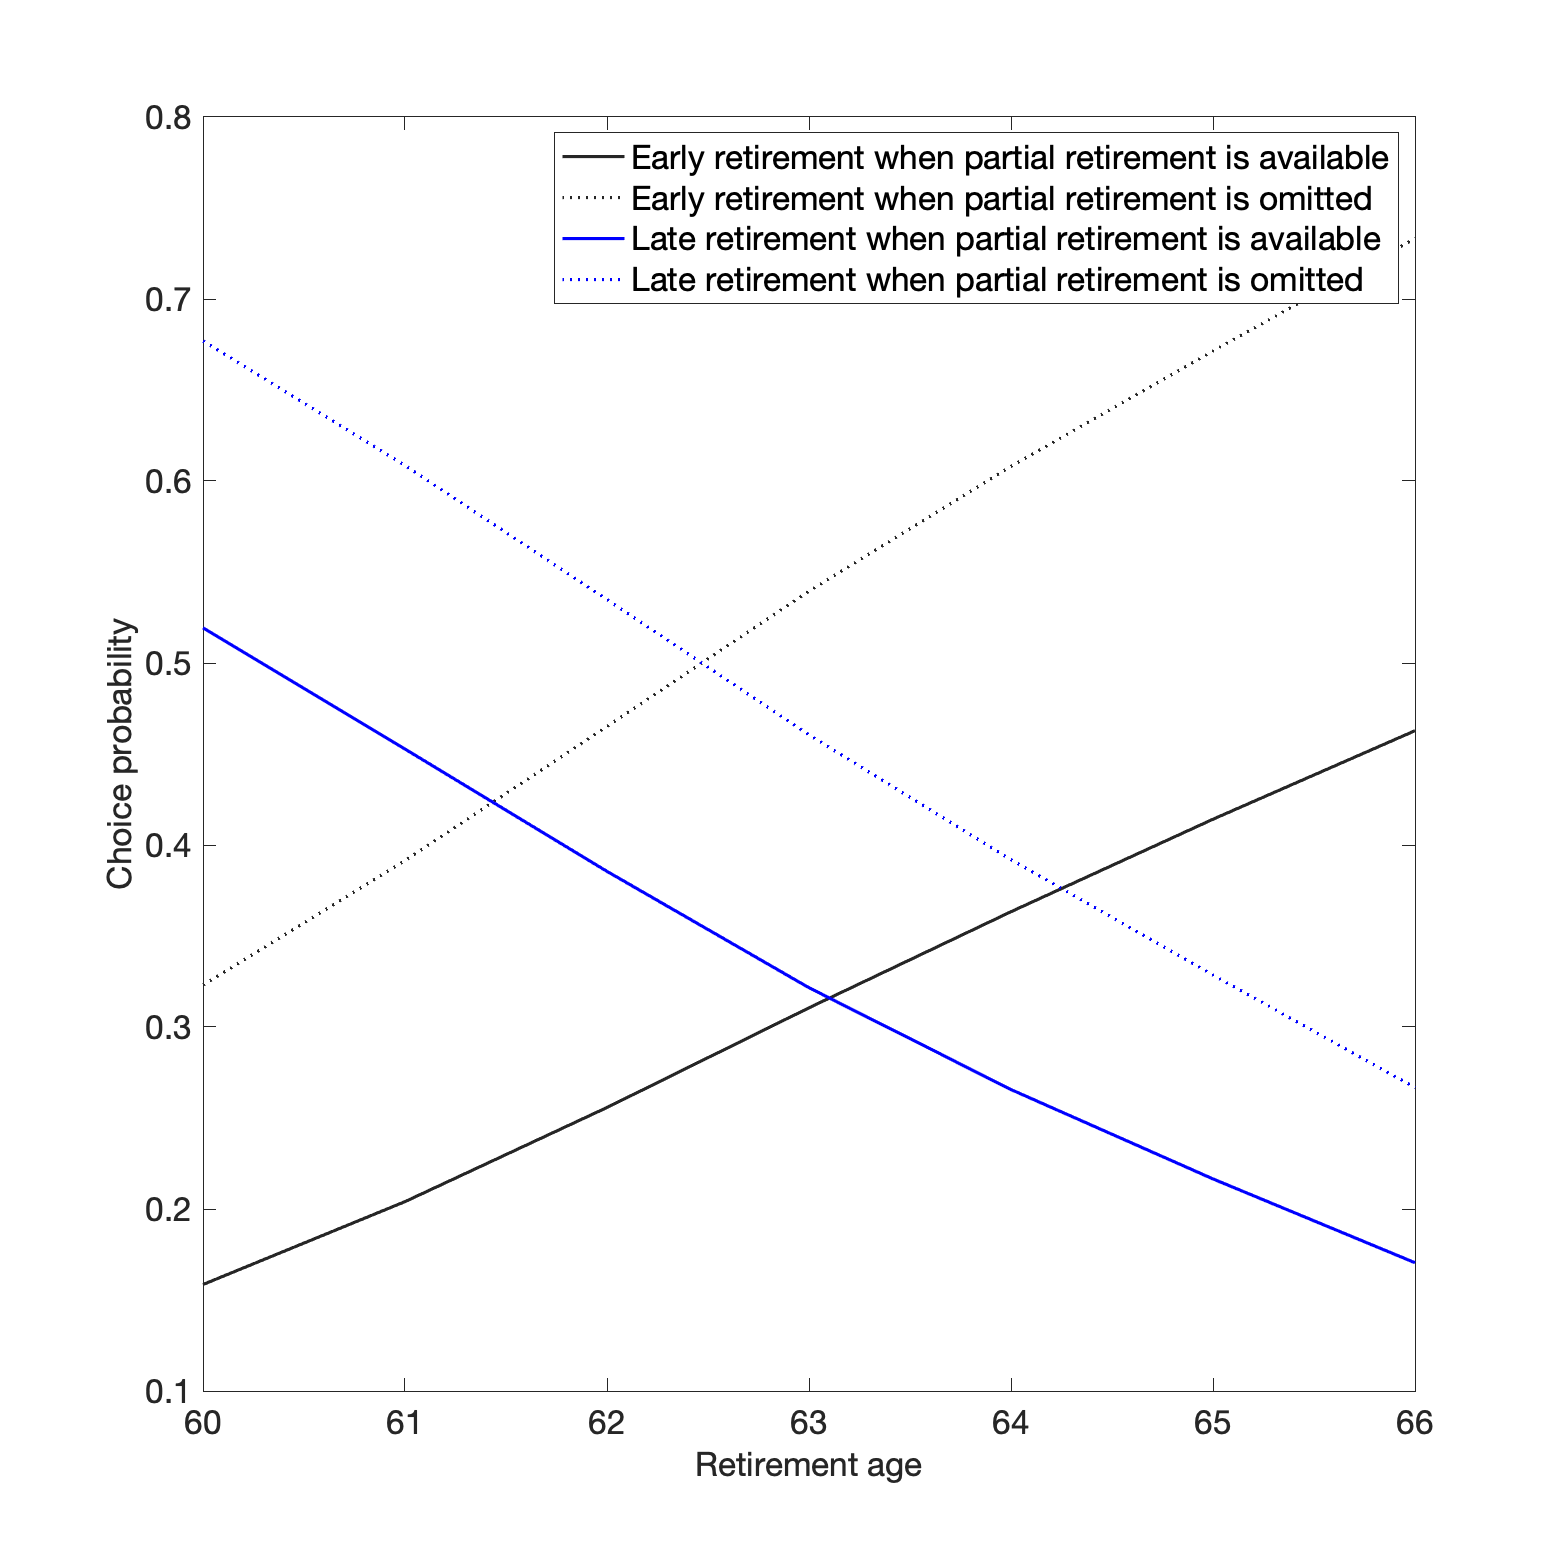 0.8
0.7
0.6
0.5
0.4
0.3
0.2
0.1
Choice probability
Early retirement when partial retirement is available
Early retirement when partial retirement is omitted
Late retirement when partial retirement is available
Late retirement when partial retirement is omitted
60 61 62 63 64 65 66
Retirement age